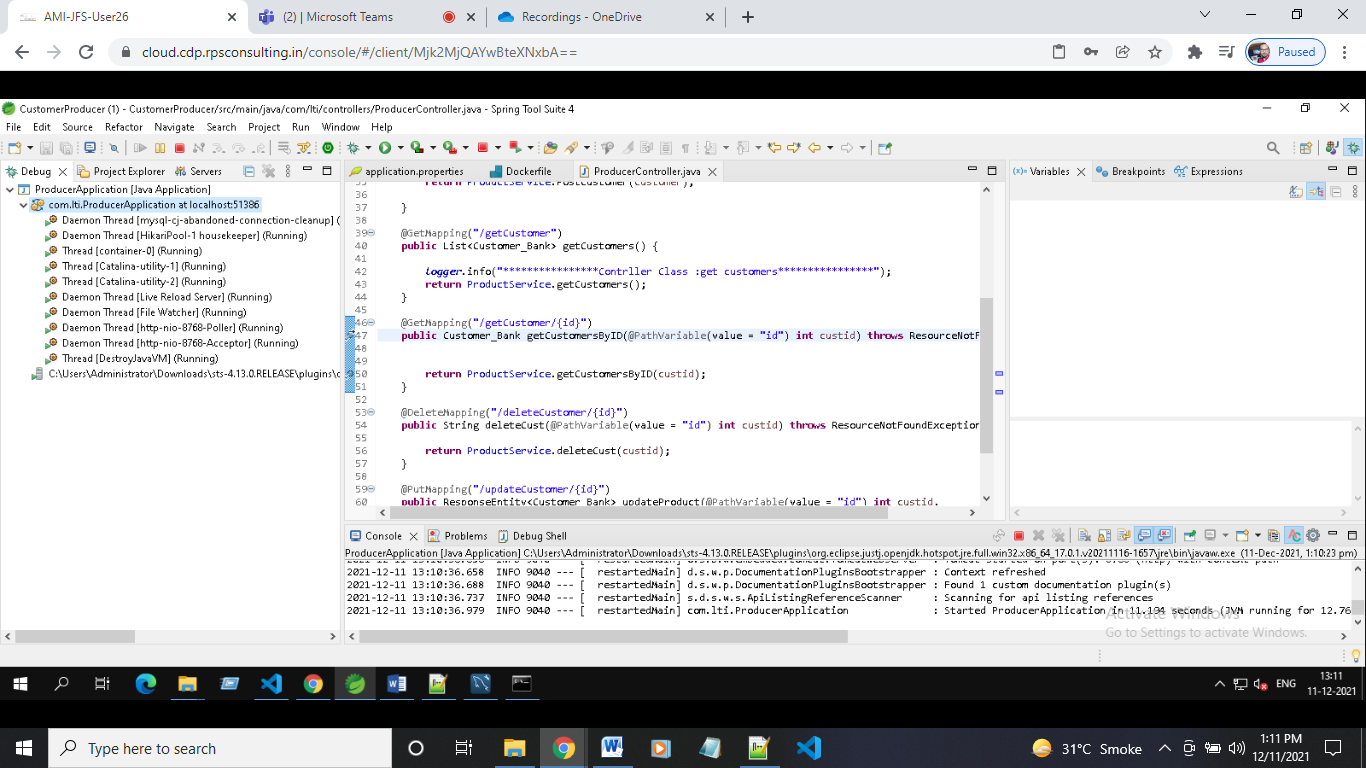 AMI-JFS-User26
(2) | Microsoft Teams
Recordings - OneDrive
cloud.cdp.rpsconsulting.in/console/#/client/Mjk2MjQAYwBteXNxbA==
Paused
CustomerProducer (1) - CustomerProducer/src/main/java/com/lti/controllers/ProducerController.java - Spring Tool Suite 4
File Edit Source Refactor Navigate Search Project Run Window Help
Debug Project Explorer Servers
ProducerApplication [Java Application]
com.lti.ProducerApplication at localhost:51386
Daemon Thread [mysql-cj-abandoned-connection-cleanup] (
Daemon Thread [HikariPool-1 housekeeper] (Running)
Thread [container-0] (Running)
Thread [Catalina-utility-1] (Running)
Thread [Catalina-utility-2] (Running)
Daemon Thread [Live Reload Server] (Running)
Daemon Thread [File Watcher] (Running)
Daemon Thread [http-nio-8768-Poller] (Running)
Daemon Thread [http-nio-8768-Acceptor] (Running)
Thread [DestroyJavaVM] (Running)
C:\Users\Administrator\Downloads\sts-4.13.0.RELEASE\plugins\o
application.properties Dockerfile ProducerController.java
35 return ProductService.PostCustomer(customer);
36
37 }
38
39 @GetMapping("/getCustomer")
40 public List<Customer_Bank> getCustomers() {
41
42 logger.info("****************Contrller Class :get customers****************");
43 return ProductService.getCustomers();
44 }
45
46 @GetMapping("/getCustomer/{id}")
47 public Customer_Bank getCustomersByID(@PathVariable(value = "id") int custid) throws ResourceNotF
48
49
50 return ProductService.getCustomersByID(custid);
51 }
52
53 @DeleteMapping("/deleteCustomer/{id}")
54 public String deleteCust(@PathVariable(value = "id") int custid) throws ResourceNotFoundException
55
56 return ProductService.deleteCust(custid);
57 }
58
59 @PutMapping("/updateCustomer/{id}")
60 public ResponseEntity<Customer_Bank> updateProduct(@PathVariable(value = "id") int custid,
Variables Breakpoints Expressions
Console Problems Debug Shell
ProducerApplication [Java Application] C:\Users\Administrator\Downloads\sts-4.13.0.RELEASE\plugins\org.eclipse.justj.openjdk.hotspot.jre.full.win32.x86_64_17.0.1.v20211116-1657\jre\bin\javaw.exe (11-Dec-2021, 1:10:23 pm)
2021-12-11 13:10:36.658 INFO 9040 --- [ restartedMain] d.s.w.p.DocumentationPluginsBootstrapper : Context refreshed
2021-12-11 13:10:36.688 INFO 9040 --- [ restartedMain] d.s.w.p.DocumentationPluginsBootstrapper : Found 1 custom documentation plugin(s)
2021-12-11 13:10:36.737 INFO 9040 --- [ restartedMain] s.d.s.w.s.ApiListingReferenceScanner : Scanning for api listing references
2021-12-11 13:10:36.979 INFO 9040 --- [ restartedMain] com.lti.ProducerApplication : Started ProducerApplication in 11.194 seconds (JVM running for 12.76
Activate Windows
Go to Settings to activate Windows.
ENG
13:11
11-12-2021
Type here to search
31°C Smoke
1:11 PM
12/11/2021